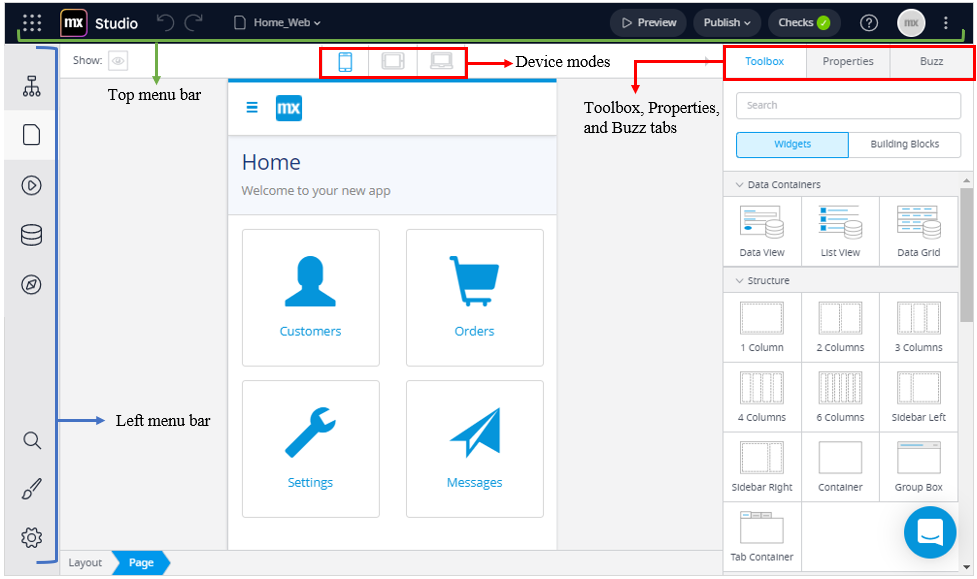 mx Studio Home_Web Preview Publish Checks mx
Show:
Device modes
Toolbox Properties Buzz
Top menu bar
Toolbox, Properties,
and Buzz tabs
Search
Widgets Building Blocks
mx
Home
Welcome to your new app
Customers Orders
Settings Messages
Left menu bar
Data Containers
Data View List View Data Grid
Structure
1 Column 2 Columns 3 Columns
4 Columns 6 Columns Sidebar Left
Sidebar Right Container Group Box
Tab Container
Layout Page